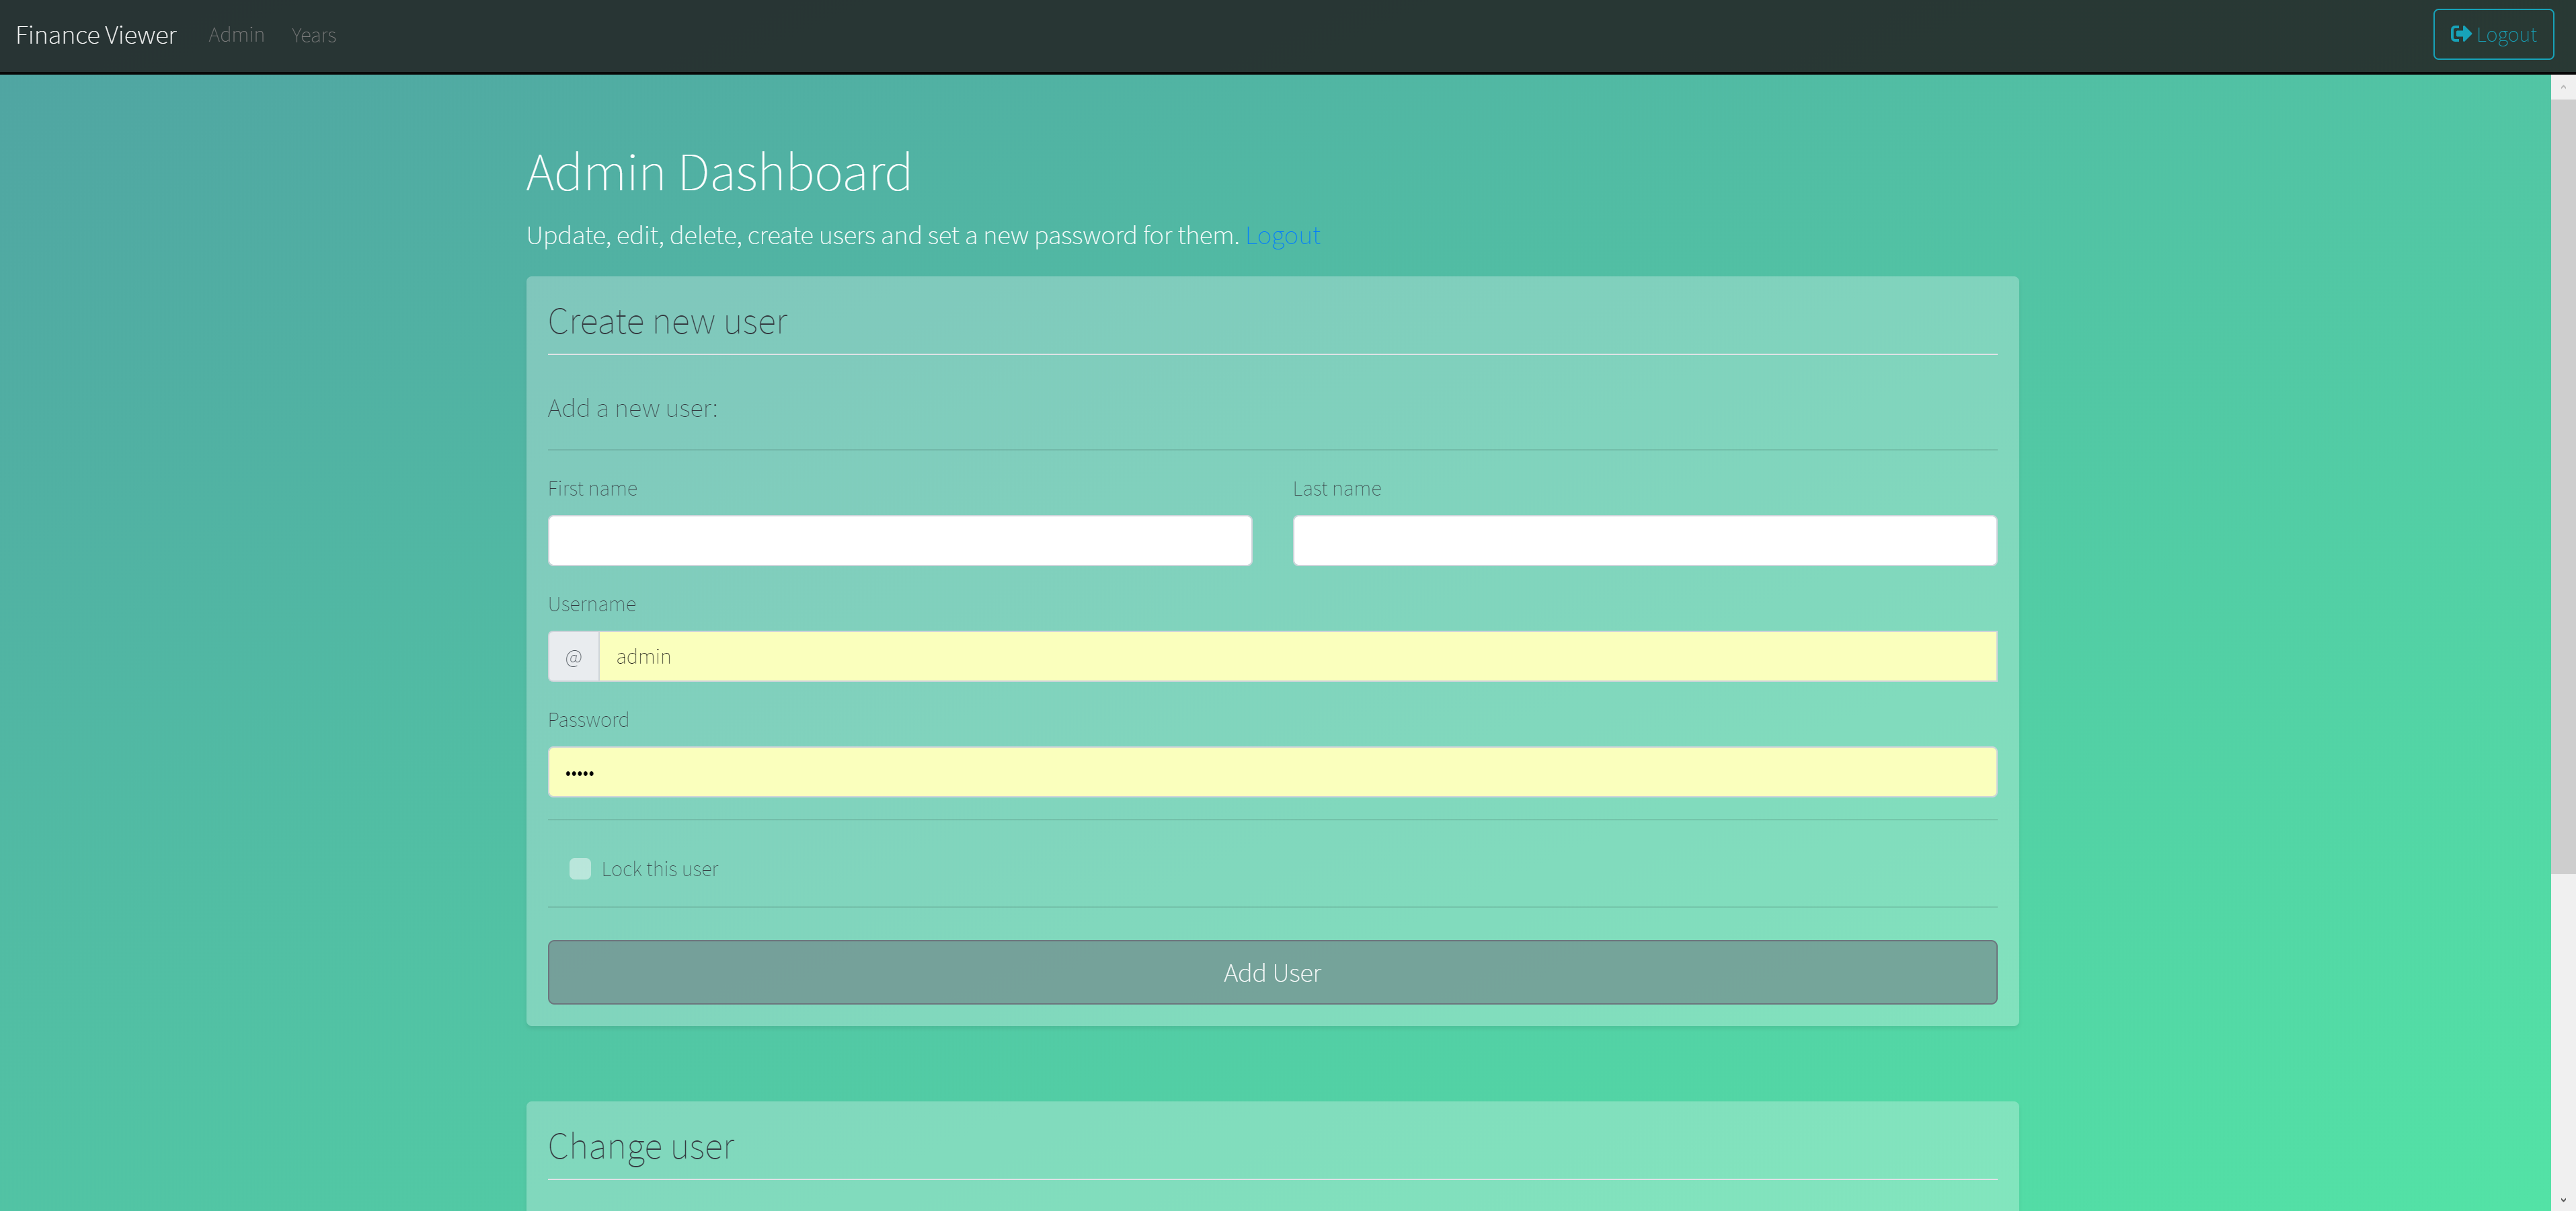 Finance Viewer Admin Years Logout
Admin Dashboard
Update, edit, delete, create users and set a new password for them. Logout
Create new user
Add a new user:
First name Last name
Username
@ admin
Password
•••••
Lock this user
Add User
Change user